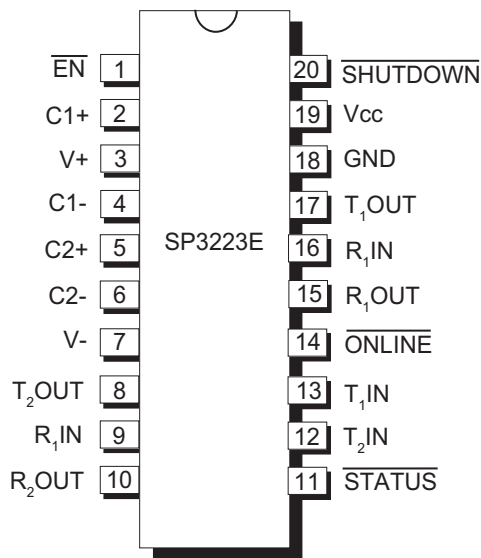 EN 1 20 SHUTDOWN
C1+ 2 19 Vcc
V+ 3 18 GND
C1- 4 17 T₁OUT
C2+ 5 SP3223E 16 R₁IN
C2- 6 15 R₁OUT
V- 7 14 ONLINE
T₂OUT 8 13 T₁IN
R₁IN 9 12 T₂IN
R₂OUT 10 11 STATUS